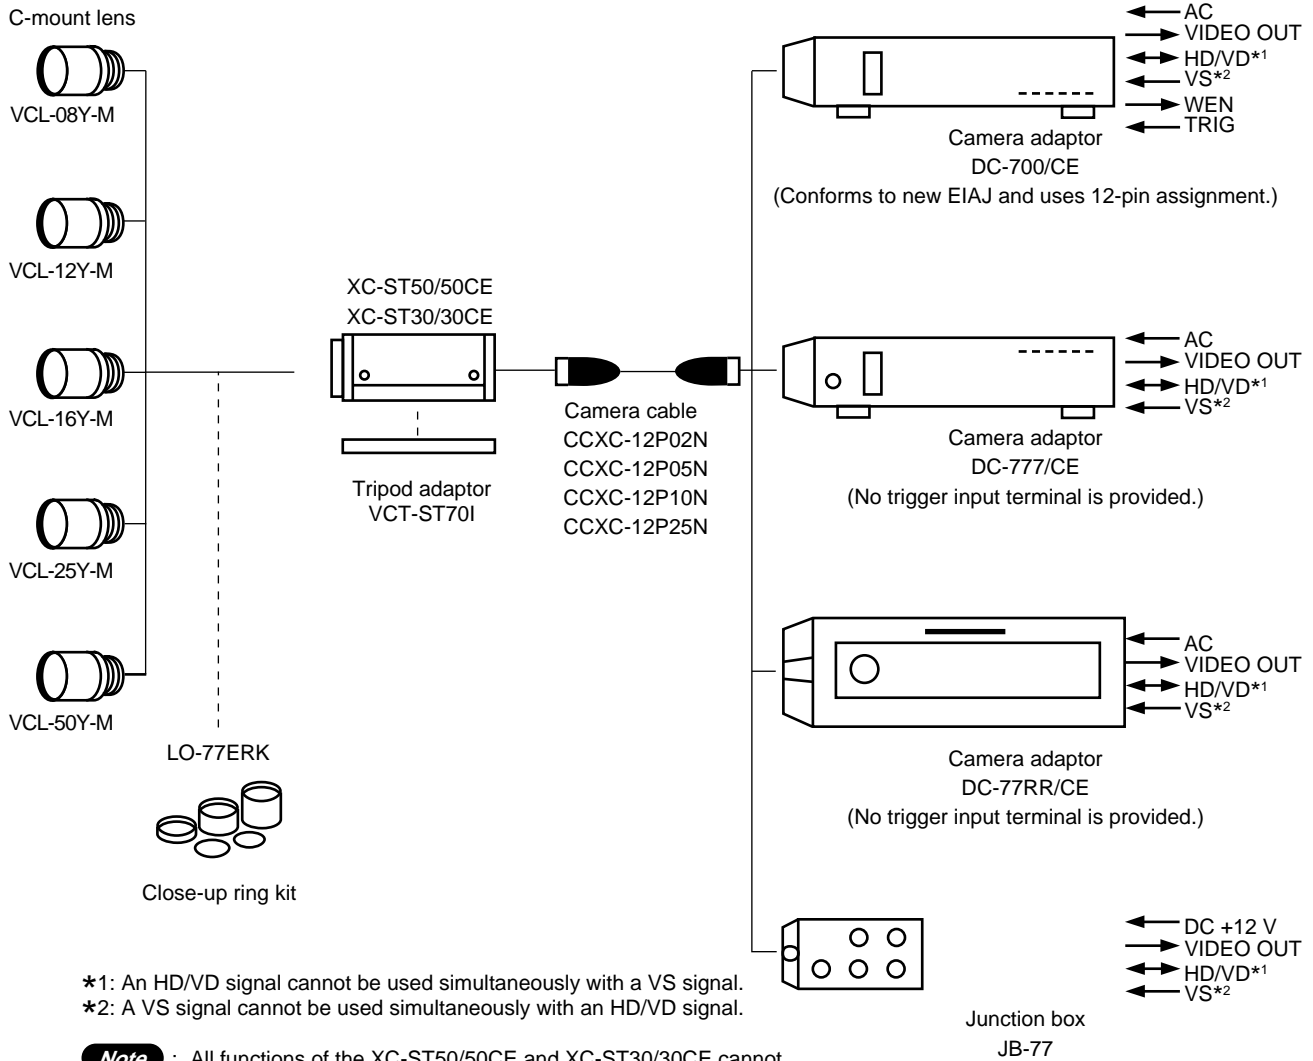 C-mount lens
VCL-08Y-M
VCL-12Y-M
VCL-16Y-M
VCL-25Y-M
VCL-50Y-M
LO-77ERK
Close-up ring kit
XC-ST50/50CE
XC-ST30/30CE
Tripod adaptor
VCT-ST70I
Camera cable
CCXC-12P02N
CCXC-12P05N
CCXC-12P10N
CCXC-12P25N
AC
VIDEO OUT
HD/VD*1
VS*2
WEN
TRIG
Camera adaptor
DC-700/CE
(Conforms to new EIAJ and uses 12-pin assignment.)
AC
VIDEO OUT
HD/VD*1
VS*2
Camera adaptor
DC-777/CE
(No trigger input terminal is provided.)
AC
VIDEO OUT
HD/VD*1
VS*2
Camera adaptor
DC-77RR/CE
(No trigger input terminal is provided.)
DC +12 V
VIDEO OUT
HD/VD*1
VS*2
Junction box
JB-77
*1: An HD/VD signal cannot be used simultaneously with a VS signal.
*2: A VS signal cannot be used simultaneously with an HD/VD signal.
Note : All functions of the XC-ST50/50CE and XC-ST30/30CE cannot